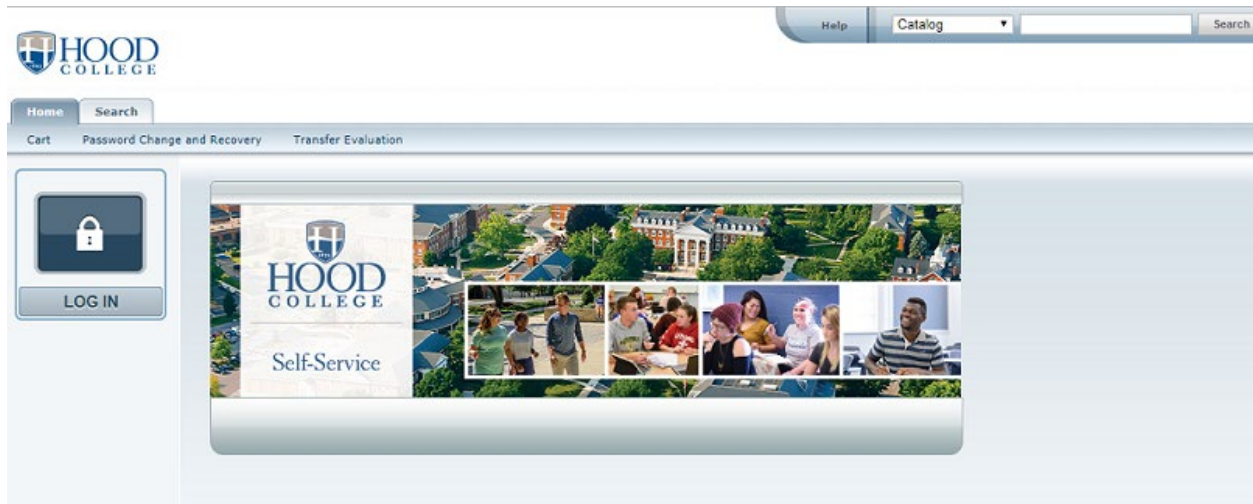 Help
Catalog
Search
HOOD
COLLEGE
Home
Search
Cart
Password Change and Recovery
Transfer Evaluation
LOG IN
HOOD
COLLEGE
Self-Service